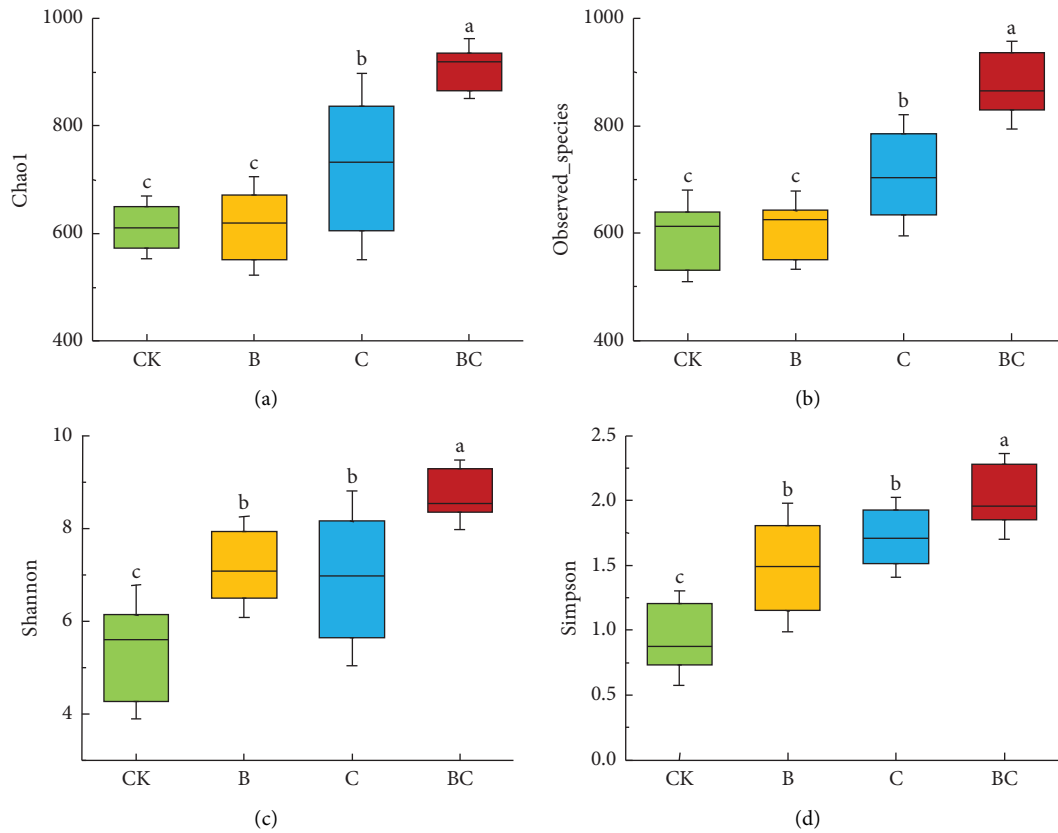 1000
800
600
400
Chao1
c
c
b
a
CK B C BC
(a)
1000
800
600
400
Observed_species
c
c
b
a
CK B C BC
(b)
10
8
6
4
Shannon
c
b
b
a
CK B C BC
(c)
2.5
2.0
1.5
1.0
0.5
0.0
Simpson
c
b
b
a
CK B C BC
(d)